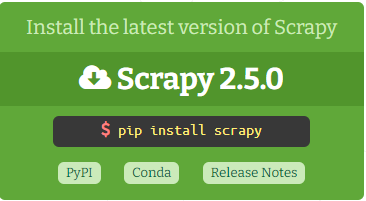 Install the latest version of Scrapy
Scrapy 2.5.0
$ pip install scrapy
PyPI Conda Release Notes